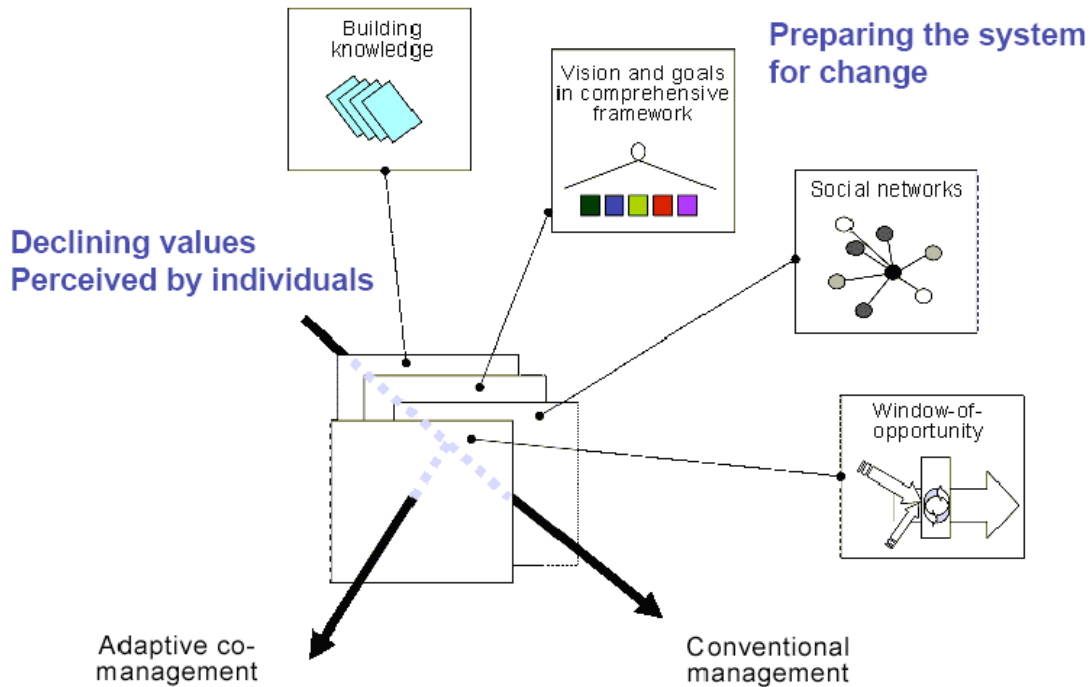 Building
knowledge
Preparing the system
for change
Vision and goals
in comprehensive
framework
Social networks
Declining values
Perceived by individuals
Window-of-
opportunity
Adaptive co-
management
Conventional
management